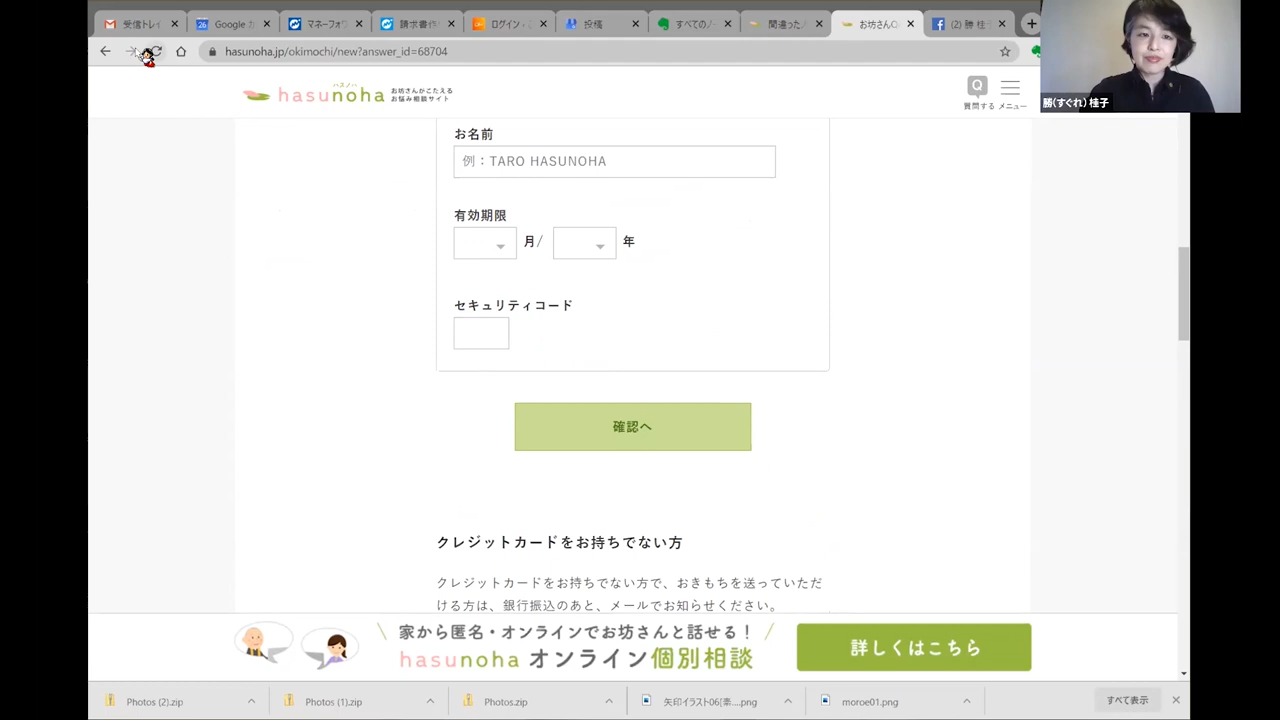 受信トレイ
Google カ
マネーフォワ
請求書作
ログイン -
投稿
すべてのノー
間違ったノ
お坊さんQ
(2) 勝 桂子
hasunoha.jp/okimochi/new?answer_id=68704
勝(すぐれ) 桂子
ハスノハ
hasunoha
お坊さんがこたえる
お悩み相談サイト
Q
質問する メニュー
お名前
例：TARO HASUNOHA
有効期限
月/ 年
セキュリティコード
確認へ
クレジットカードをお持ちでない方
クレジットカードをお持ちでない方で、おきもちを送っていただ
ける方は、銀行振込のあと、メールでお知らせください。
家から匿名・オンラインでお坊さんと話せる！
hasunoha オンライン個別相談
詳しくはこちら
Photos (2).zip
Photos (1).zip
Photos.zip
矢印イラスト06(素....png
moroe01.png
すべて表示